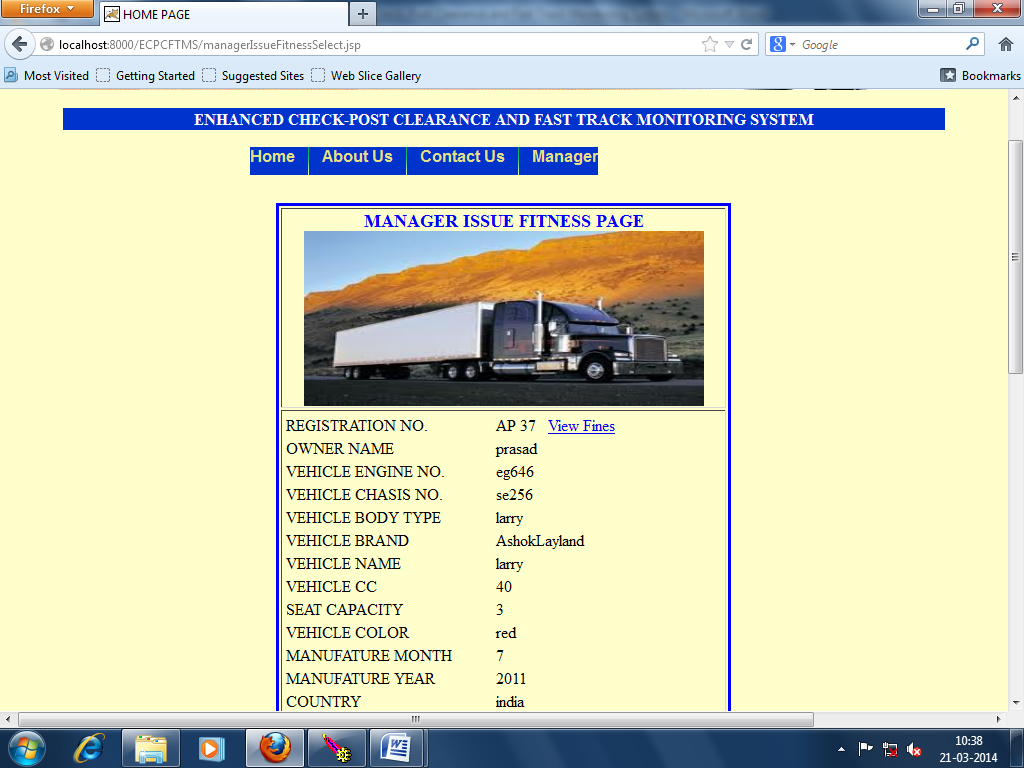 Firefox
HOME PAGE
localhost:8000/ECPCFTMS/managerIssueFitnessSelect.jsp
Google
Most Visited Getting Started Suggested Sites Web Slice Gallery Bookmarks
ENHANCED CHECK-POST CLEARANCE AND FAST TRACK MONITORING SYSTEM
Home About Us Contact Us Manager
MANAGER ISSUE FITNESS PAGE
REGISTRATION NO. AP 37 View Fines
OWNER NAME prasad
VEHICLE ENGINE NO. eg646
VEHICLE CHASIS NO. se256
VEHICLE BODY TYPE larry
VEHICLE BRAND AshokLayland
VEHICLE NAME larry
VEHICLE CC 40
SEAT CAPACITY 3
VEHICLE COLOR red
MANUFATURE MONTH 7
MANUFATURE YEAR 2011
COUNTRY india
10:38
21-03-2014